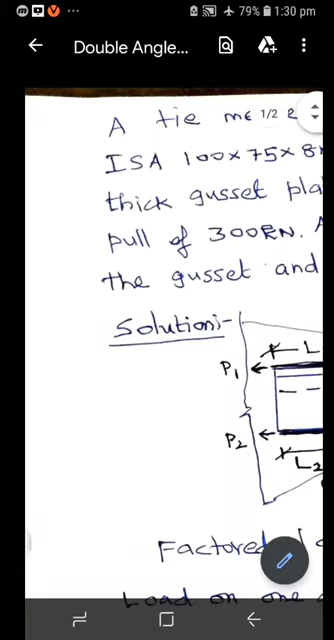 79% 1:30 pm
Double Angle...
A tie me
1/2
ISA 100×75×8
thick gusset pla
pull of 300KN. A
the gusset and
Solution:-
L
P1
P2
L2
Factored
Load on one